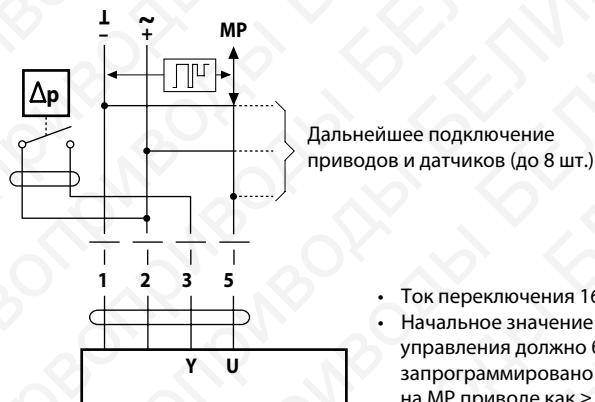 ⊥ ~
– + MP
Δp
Дальнейшее подключение
приводов и датчиков (до 8 шт.)
1 2 3 5
Y U
• Ток переключения 16
• Начальное значение
управления должно
запрограммировано
на MP приводе как ≥